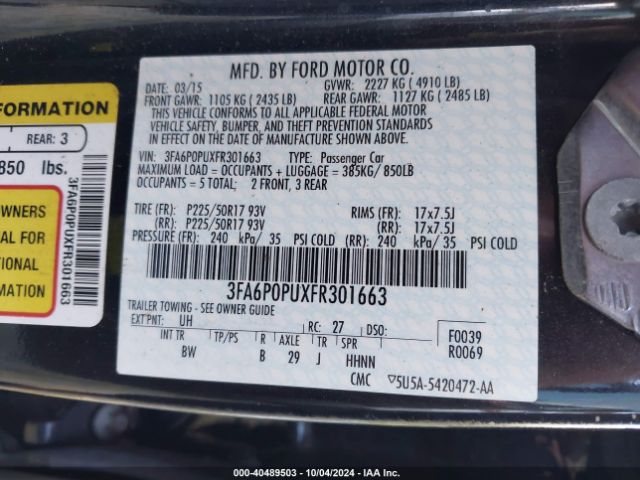 MFD. BY FORD MOTOR CO.
DATE: 03/15 GVWR: 2227 KG ( 4910 LB)
FRONT GAWR: 1105 KG ( 2435 LB) REAR GAWR: 1127 KG ( 2485 LB)
THIS VEHICLE CONFORMS TO ALL APPLICABLE FEDERAL MOTOR
VEHICLE SAFETY, BUMPER, AND THEFT PREVENTION STANDARDS
IN EFFECT ON THE DATE OF MANUFACTURE SHOWN ABOVE.
VIN: 3FA6P0PUXFR301663 TYPE: Passenger Car
MAXIMUM LOAD = OCCUPANTS + LUGGAGE = 385KG/ 850LB
OCCUPANTS = 5 TOTAL; 2 FRONT, 3 REAR
TIRE (FR): P225/50R17 93V RIMS (FR): 17x7.5J
(RR): P225/50R17 93V (RR): 17x7.5J
PRESSURE (FR): 240 kPa/ 35 PSI COLD (RR): 240 kPa/ 35 PSI COLD
3FA6P0PUXFR301663
TRAILER TOWING - SEE OWNER GUIDE
EXT PNT: UH RC: 27 DSO: F0039
INT TR TP/PS R AXLE TR SPR R0069
BW B 29 J HHNN
CMC 5U5A-5420472-AA
FORMATION
REAR: 3
850 lbs.
OWNERS
AL FOR
TIONAL
MATION
3FA6P0PUXFR301663
000 - 40489503 - 10/04/2024 - IAA Inc.